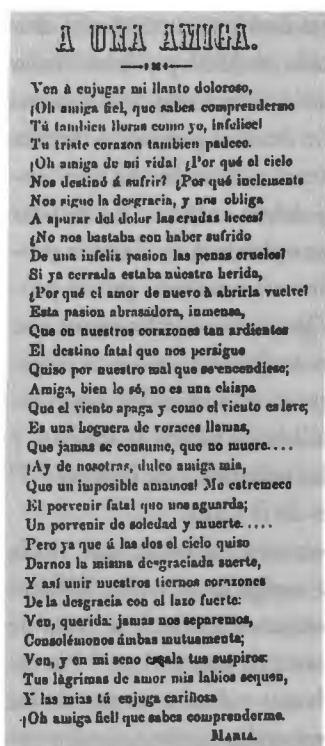 A UNA AMIGA.
Ven à enjugar mi llanto doloroso,
¡Oh amiga fiel, que sabes comprenderme
Tú tambien lloras como yo, infelice!
Tu triste corazon tambien padece.
¡Oh amiga de mi vida! ¿Por qué el cielo
Nos destinó á sufrir? ¿Por qué inclemente
Nos sigue la desgracia, y nos obliga
A apurar del dolor las crudas heces?
¿No nos bastaba con haber sufrido
De una infeliz pasion las penas crueles?
Si ya cerrada estaba nuestra herida,
¿Por qué el amor de nuevo à abrirla vuelve?
Esta pasion abrasadora, inmensa,
Que en nuestros corazones tan ardientes
El destino fatal que nos persigue
Quiso por nuestro mal que se encendiese;
Amiga, bien lo sé, no es una chispa
Que el viento apaga y como el viento es leve;
Es una hoguera de voraces llamas,
Que jamas se consume, que no muere....
¡Ay de nosotras, dulce amiga mia,
Que un imposible amamos! Me estremece
El porvenir fatal que nos aguarda;
Un porvenir de soledad y muerte.....
Pero ya que á las dos el cielo quiso
Darnos la misma desgraciada suerte,
Y así unir nuestros tiernos corazones
De la desgracia con el lazo fuerte:
Ven, querida: jamas nos separemos,
Consolémonos ámbas mutuamente;
Ven, y en mi seno exsala tus suspiros:
Tus làgrimas de amor mis labios sequen,
Y las mias tú enjuga cariñosa
¡Oh amiga fiel! que sabes comprenderme.
MARIA.